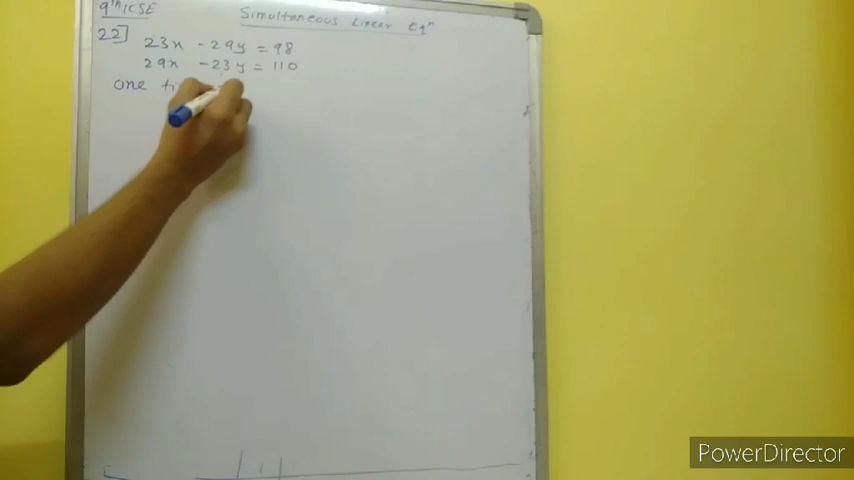 9th ICSE
Simultaneous Linear Eqn
22] 23x - 29y = 98
29x - 23y = 110
one
PowerDirector